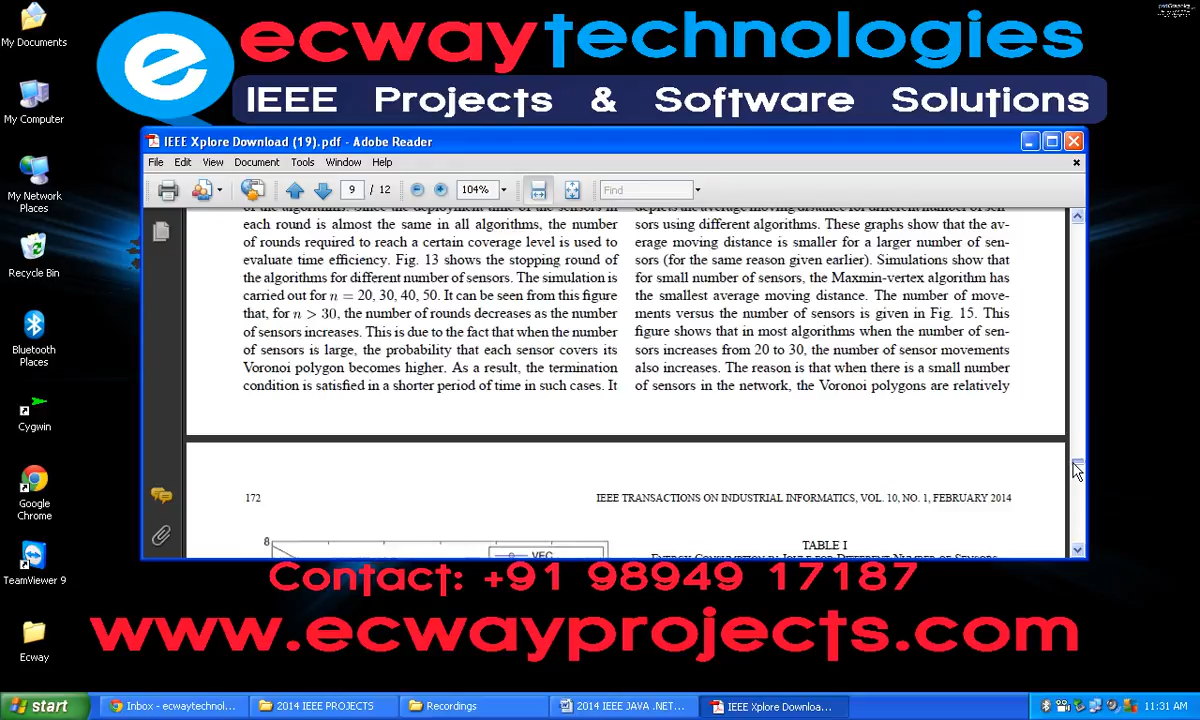 ecwaytechnologies
IEEE Projects & Software Solutions
My Documents
My Computer
My Network
Places
Recycle Bin
Bluetooth
Places
Cygwin
Google
Chrome
TeamViewer 9
Ecway
IEEE Xplore Download (19).pdf - Adobe Reader
File Edit View Document Tools Window Help
9 / 12 104% Find
each round is almost the same in all algorithms, the number
of rounds required to reach a certain coverage level is used to
evaluate time efficiency. Fig. 13 shows the stopping round of
the algorithms for different number of sensors. The simulation is
carried out for n = 20, 30, 40, 50. It can be seen from this figure
that, for n > 30, the number of rounds decreases as the number
of sensors increases. This is due to the fact that when the number
of sensors is large, the probability that each sensor covers its
Voronoi polygon becomes higher. As a result, the termination
condition is satisfied in a shorter period of time in such cases. It
sors using different algorithms. These graphs show that the av-
erage moving distance is smaller for a larger number of sen-
sors (for the same reason given earlier). Simulations show that
for small number of sensors, the Maxmin-vertex algorithm has
the smallest average moving distance. The number of move-
ments versus the number of sensors is given in Fig. 15. This
figure shows that in most algorithms when the number of sen-
sors increases from 20 to 30, the number of sensor movements
also increases. The reason is that when there is a small number
of sensors in the network, the Voronoi polygons are relatively
172
IEEE TRANSACTIONS ON INDUSTRIAL INFORMATICS, VOL. 10, NO. 1, FEBRUARY 2014
8
VEC
TABLE I
Contact: +91 98949 17187
www.ecwayprojects.com
start
Inbox - ecwaytechnol...
2014 IEEE PROJECTS
Recordings
2014 IEEE JAVA .NET...
IEEE Xplore Downloa...
11:31 AM